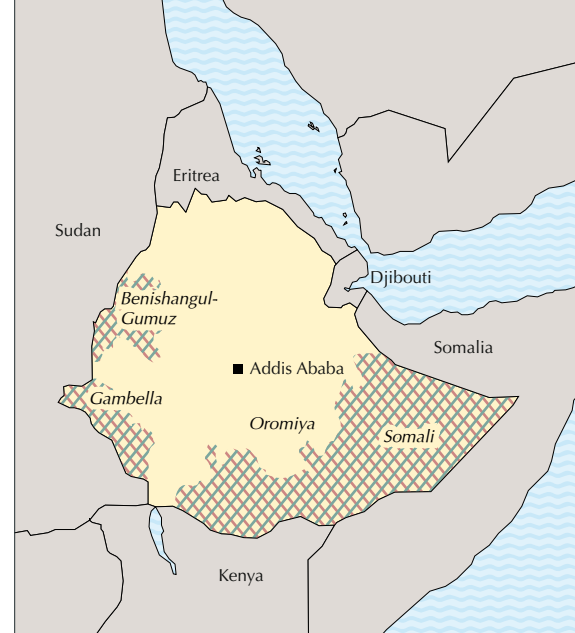 Eritrea
Sudan
Djibouti
Benishangul-
Gumuz
Somalia
Addis Ababa
Gambella
Oromiya
Somali
Kenya